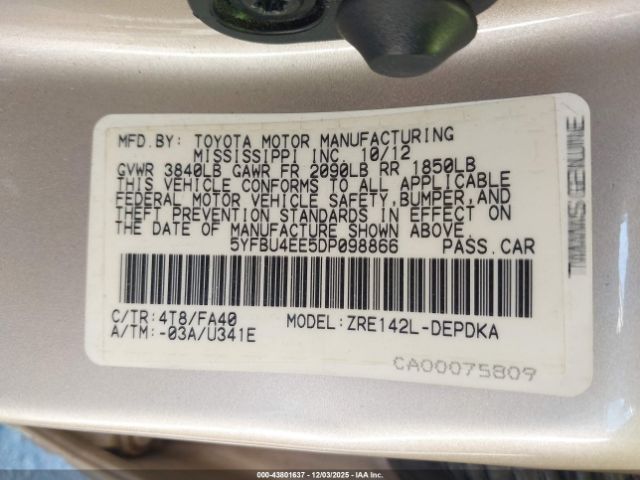 MFD.BY: TOYOTA MOTOR MANUFACTURING
MISSISSIPPI INC. 10/12
GVWR 3840LB GAWR FR 2090LB RR 1850LB
THIS VEHICLE CONFORMS TO ALL APPLICABLE
FEDERAL MOTOR VEHICLE SAFETY,BUMPER,AND
THEFT PREVENTION STANDARDS IN EFFECT ON
THE DATE OF MANUFACTURE SHOWN ABOVE.
5YFBU4EE5DP098866 PASS.CAR
C/TR:4T8/FA40 MODEL:ZRE142L-DEPDKA
A/TM:-03A/U341E
CA00075809
TMMMS GENUINE
© 43801637 - 12/03/2025 - IAA Inc.